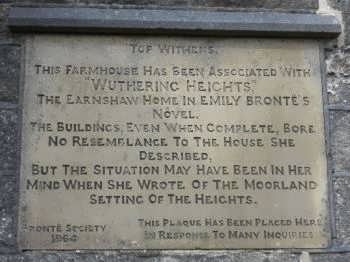 TOP WITHENS.
THIS FARMHOUSE HAS BEEN ASSOCIATED WITH
"WUTHERING HEIGHTS,"
THE EARNSHAW HOME IN EMILY BRONTË'S
NOVEL.
THE BUILDINGS, EVEN WHEN COMPLETE, BORE
NO RESEMBLANCE TO THE HOUSE SHE
DESCRIBED,
BUT THE SITUATION MAY HAVE BEEN IN HER
MIND WHEN SHE WROTE OF THE MOORLAND
SETTING OF THE HEIGHTS.
BRONTË SOCIETY
1964
THIS PLAQUE HAS BEEN PLACED HERE
IN RESPONSE TO MANY INQUIRIES